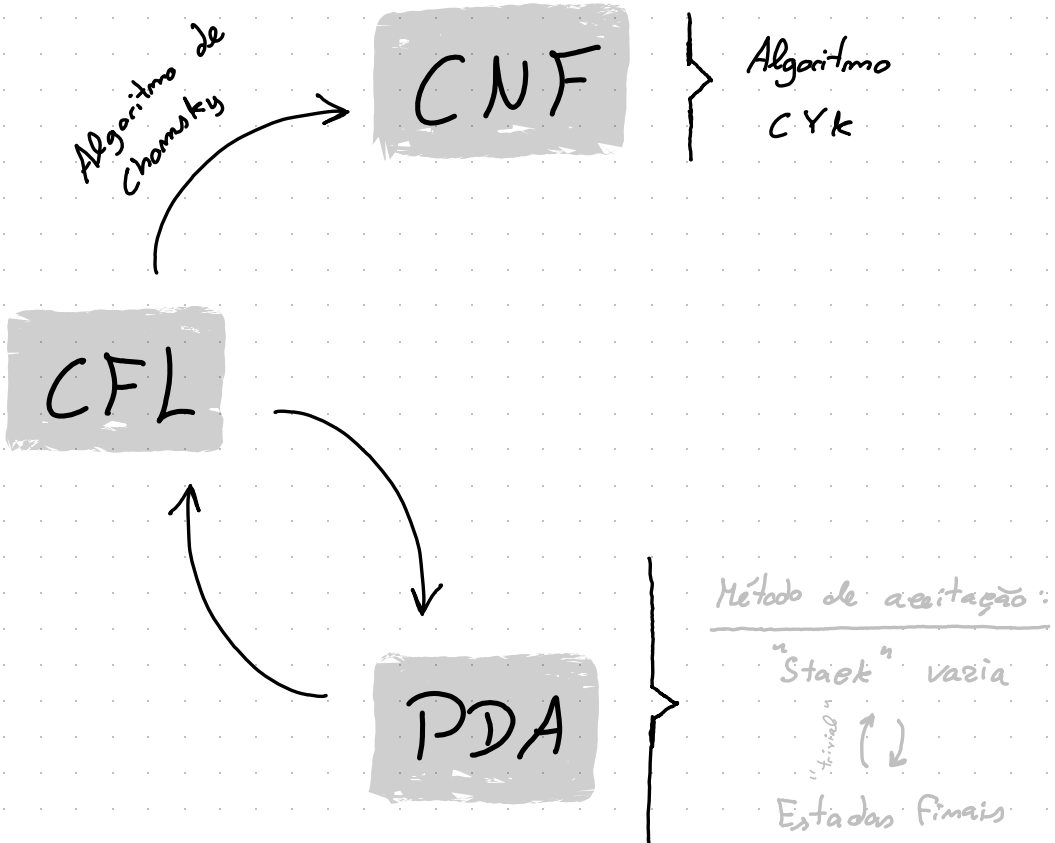 Algoritmo de
Chomsky
CNF
Algoritmo
CYK
CFL
PDA
Método de aceitação:
"Stack" vazia
"trivial"
Estados finais